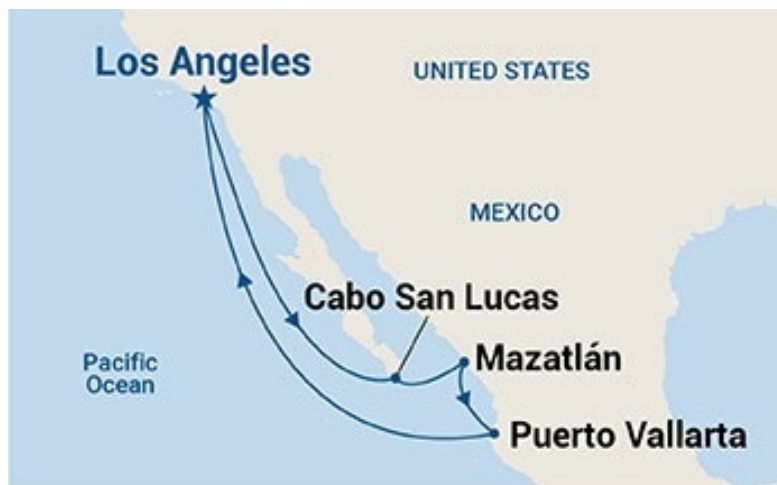 Los Angeles
UNITED STATES
MEXICO
Cabo San Lucas
Mazatlán
Pacific
Ocean
Puerto Vallarta